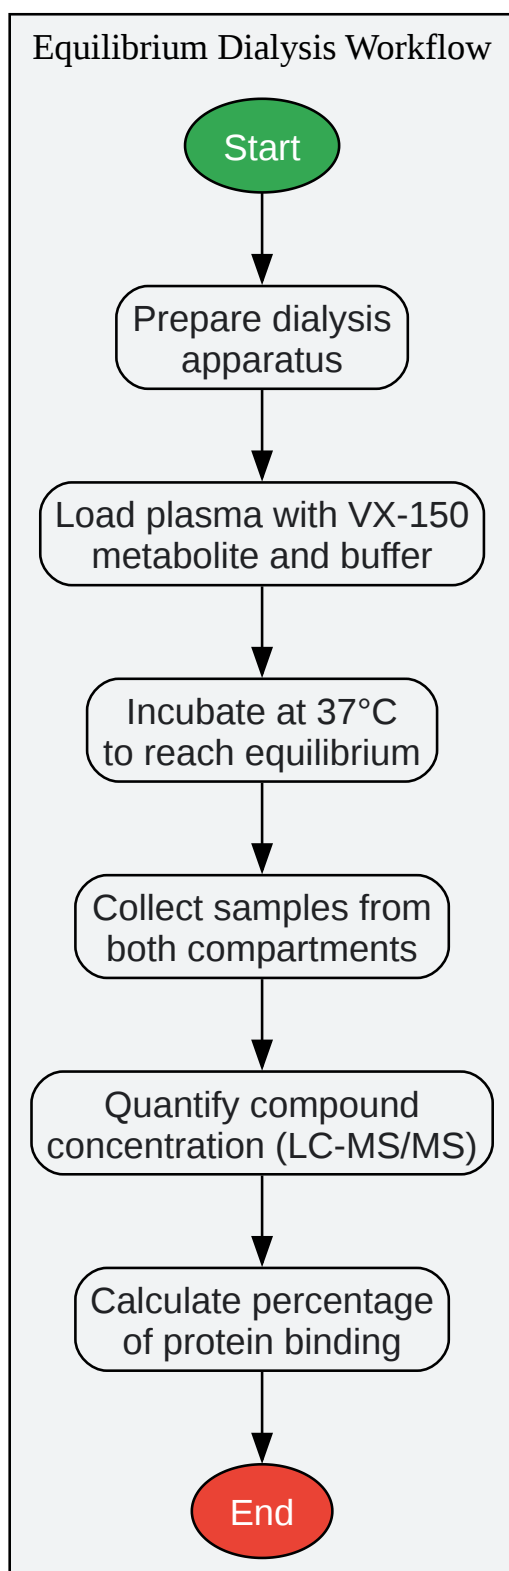 Equilibrium Dialysis Workflow
Start
Prepare dialysis
apparatus
Load plasma with VX-150
metabolite and buffer
Incubate at 37°C
to reach equilibrium
Collect samples from
both compartments
Quantify compound
concentration (LC-MS/MS)
Calculate percentage
of protein binding
End